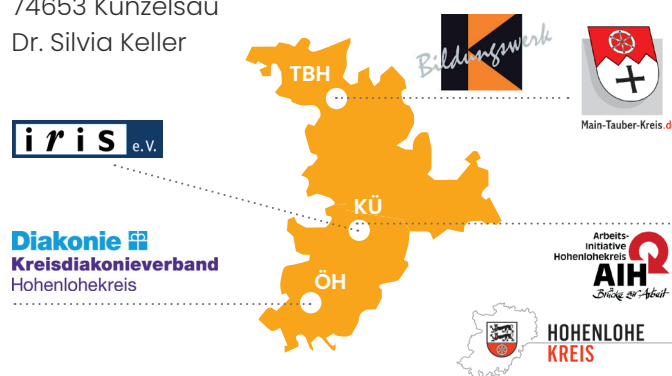 74653 Künzelsau
Dr. Silvia Keller
TBH
Bildungswerk
Main-Tauber-Kreis.d
iris e.V.
KÜ
Diakonie
Kreisdiakonieverband
Hohenlohekreis
ÖH
Arbeits-
Initiative
Hohenlohekreis
AIH
Brücke zur Arbeit
HOHENLOHE
KREIS